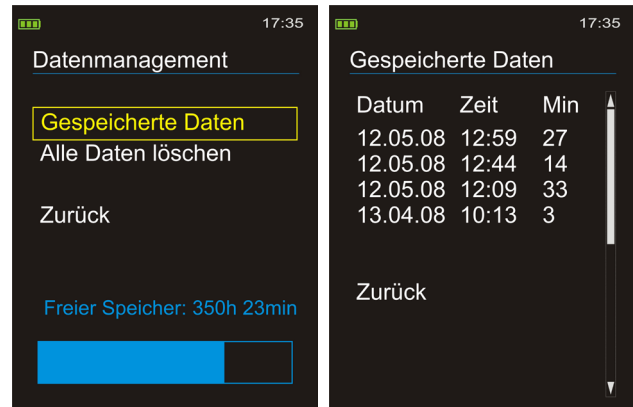 17:35
Datenmanagement
Gespeicherte Daten
Alle Daten löschen
Zurück
Freier Speicher: 350h 23min
17:35
Gespeicherte Daten
Datum Zeit Min
12.05.08 12:59 27
12.05.08 12:44 14
12.05.08 12:09 33
13.04.08 10:13 3
Zurück